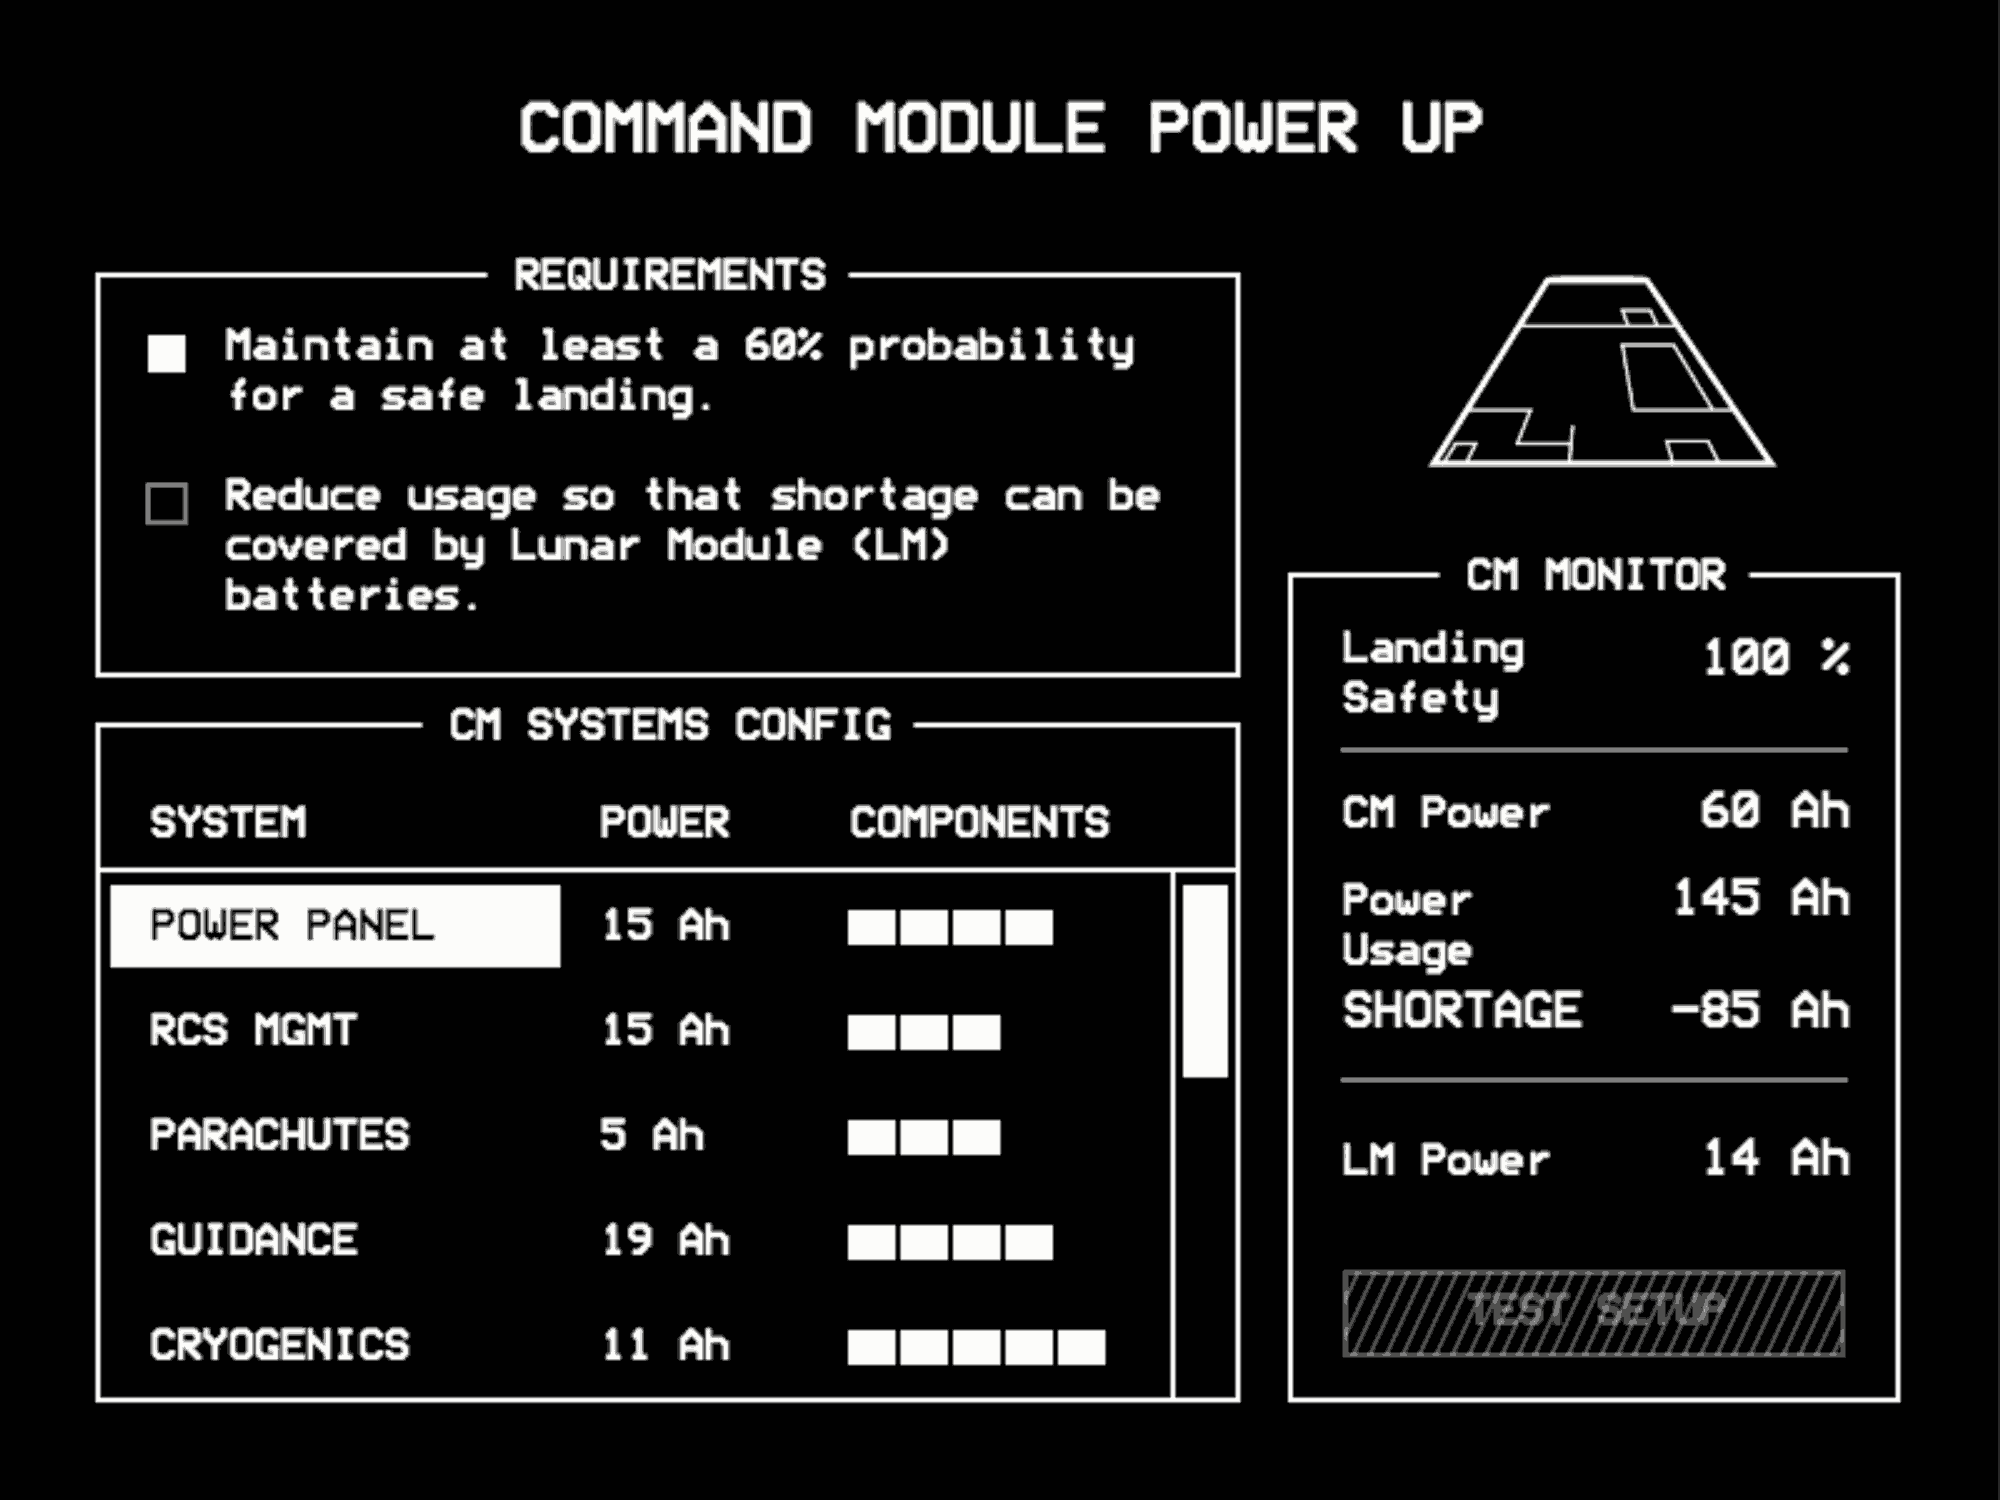 COMMAND MODULE POWER UP
REQUIREMENTS
Maintain at least a 60% probability
for a safe landing.
Reduce usage so that shortage can be
covered by Lunar Module (LM)
batteries.
CM SYSTEMS CONFIG
SYSTEM POWER COMPONENTS
POWER PANEL 15 Ah
RCS MGMT 15 Ah
PARACHUTES 5 Ah
GUIDANCE 19 Ah
CRYOGENICS 11 Ah
CM MONITOR
Landing 100 %
Safety
CM Power 60 Ah
Power 145 Ah
Usage
SHORTAGE -85 Ah
LM Power 14 Ah
TEST SETUP